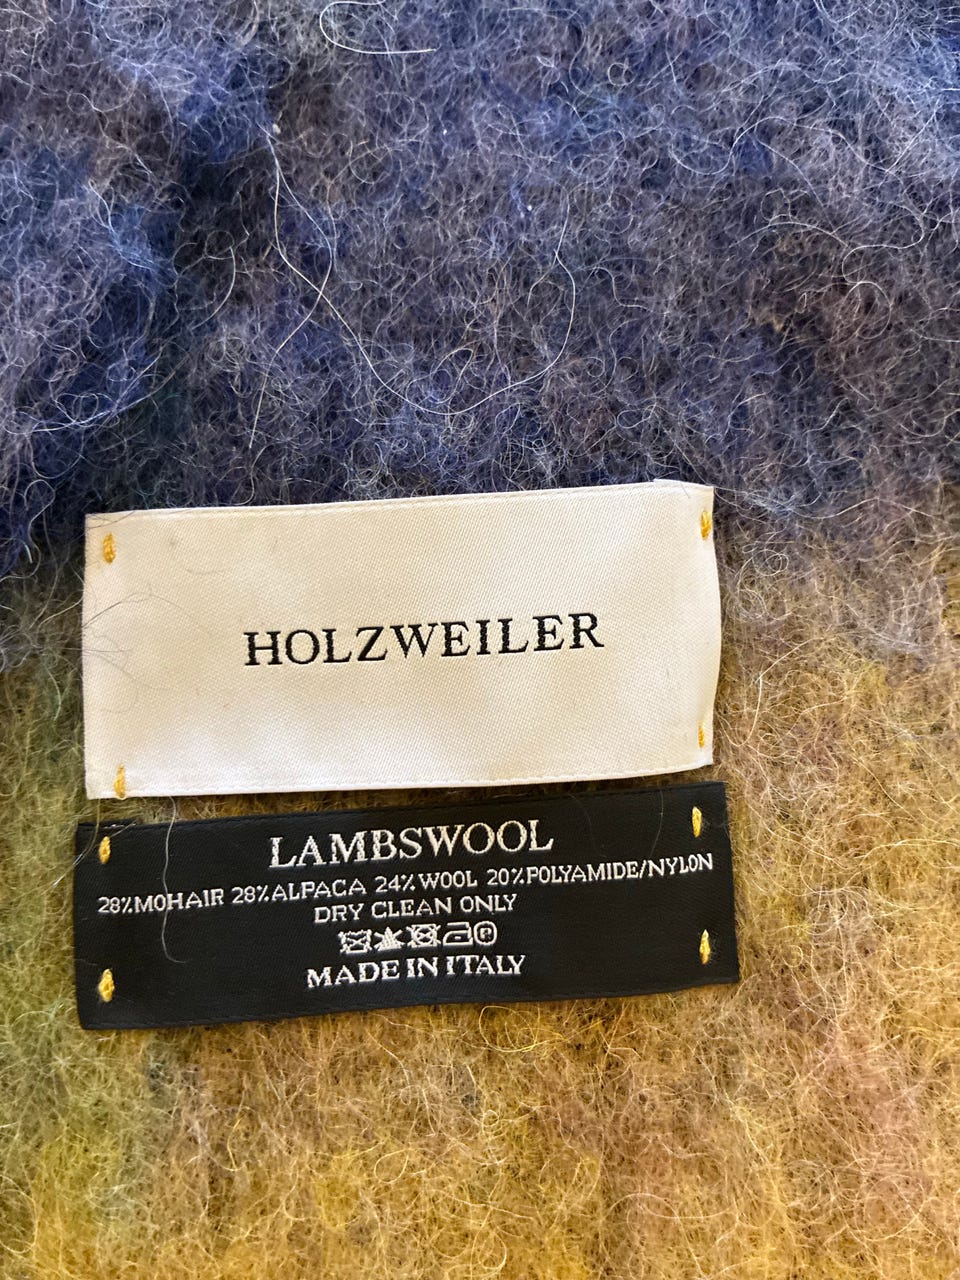 HOLZWEILER
LAMBSWOOL
28%MOHAIR 28%ALPACA 24%WOOL 20%POLYAMIDE/NYLON
DRY CLEAN ONLY
MADE IN ITALY